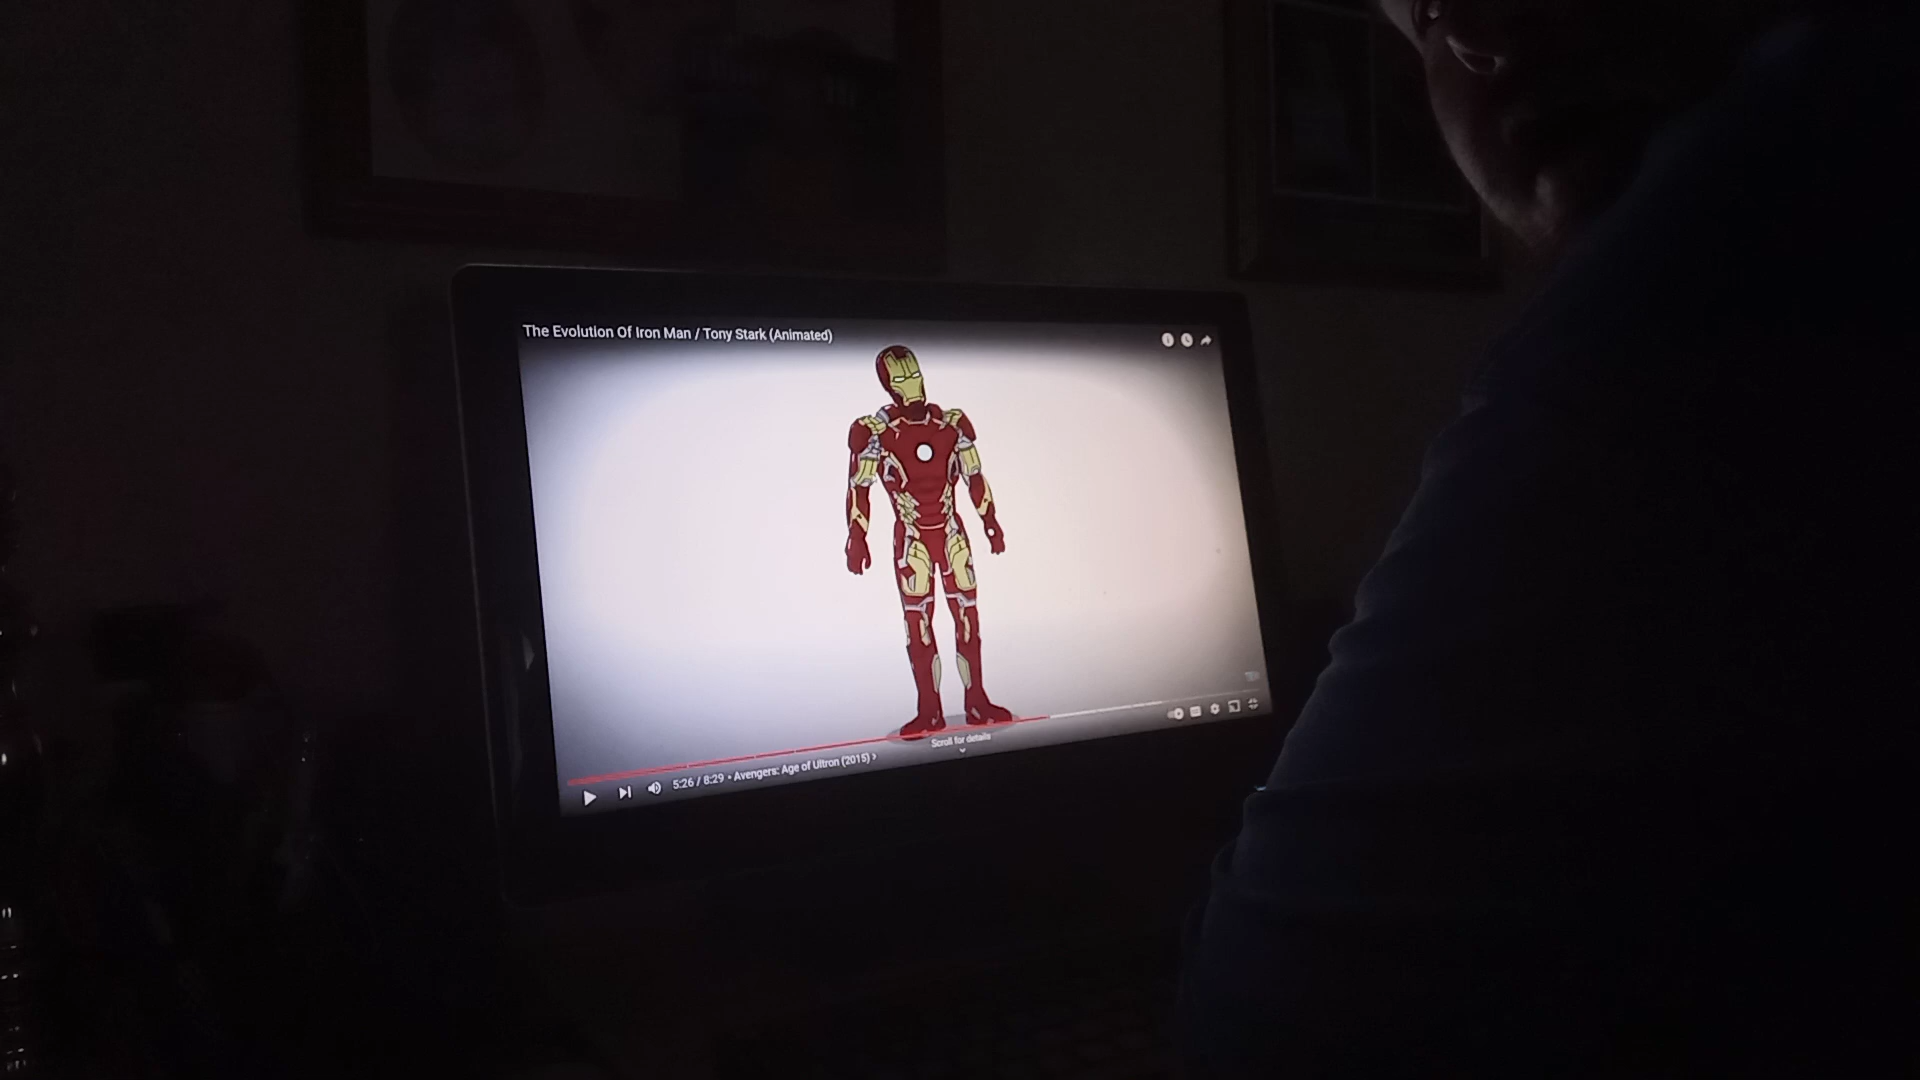 The Evolution Of Iron Man / Tony Stark (Animated)
Scroll for details
5:26 / 8:29 • Avengers: Age of Ultron (2015) ›